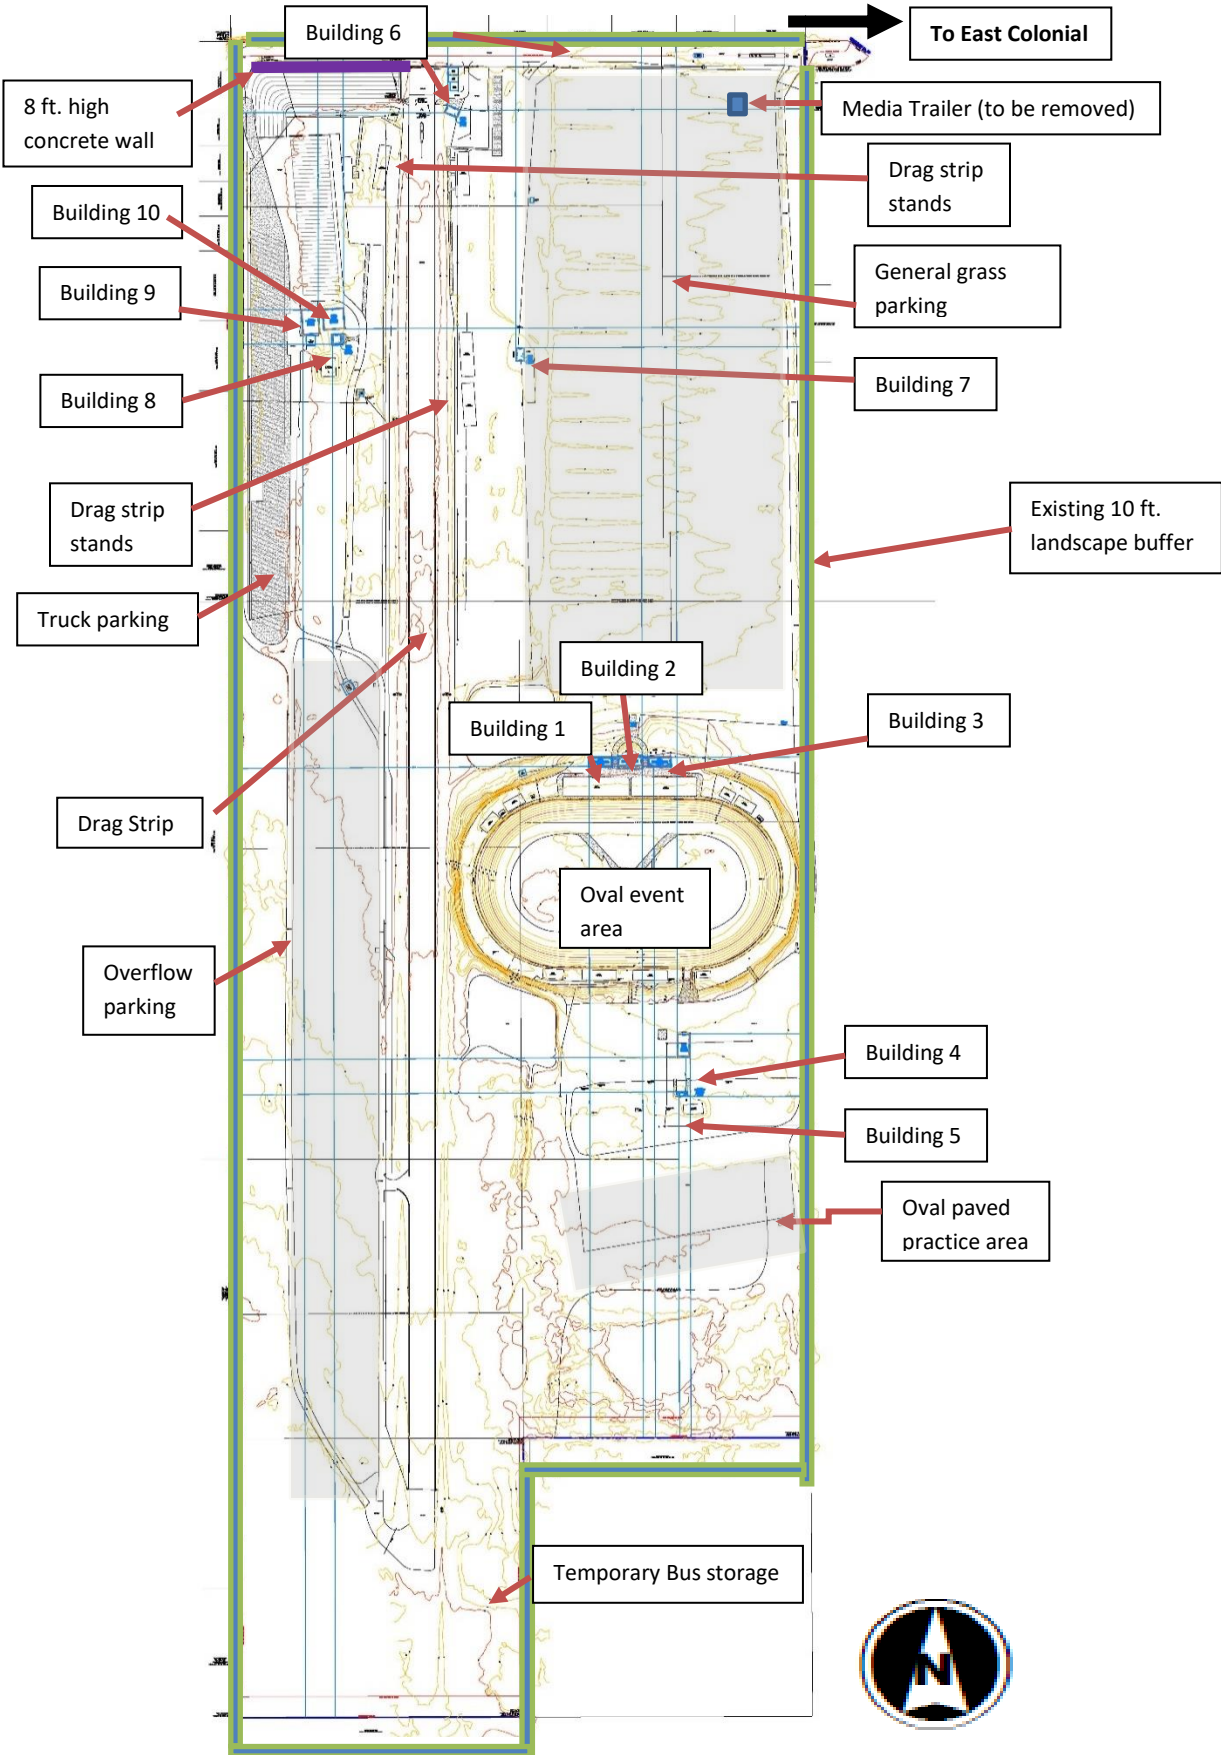 Building 6
To East Colonial
8 ft. high
concrete wall
Media Trailer (to be removed)
Drag strip
stands
Building 10
General grass
parking
Building 9
Building 7
Building 8
Drag strip
stands
Existing 10 ft.
landscape buffer
Truck parking
Building 2
Building 1
Building 3
Drag Strip
Oval event
area
Overflow
parking
Building 4
Building 5
Oval paved
practice area
Temporary Bus storage
N